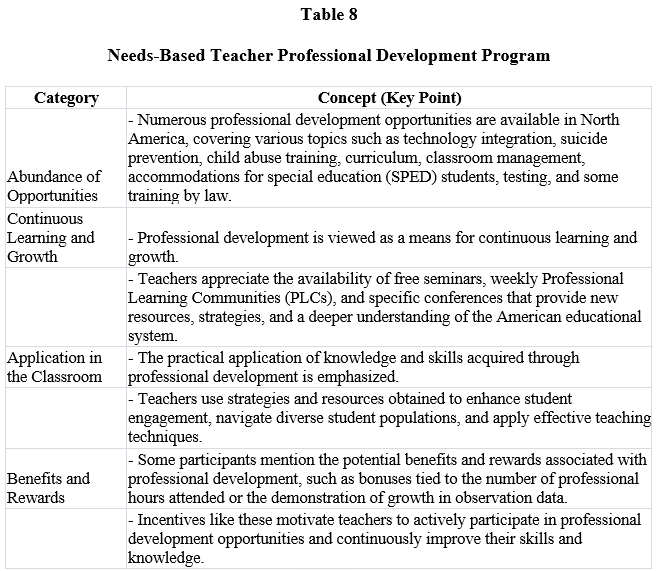 Table 8
Needs-Based Teacher Professional Development Program
Category
Concept (Key Point)
Abundance of
Opportunities
- Numerous professional development opportunities are available in North
America, covering various topics such as technology integration, suicide
prevention, child abuse training, curriculum, classroom management,
accommodations for special education (SPED) students, testing, and some
training by law.
Continuous
Learning and
Growth
- Professional development is viewed as a means for continuous learning and
growth.
- Teachers appreciate the availability of free seminars, weekly Professional
Learning Communities (PLCs), and specific conferences that provide new
resources, strategies, and a deeper understanding of the American educational
system.
Application in
the Classroom
- The practical application of knowledge and skills acquired through
professional development is emphasized.
- Teachers use strategies and resources obtained to enhance student
engagement, navigate diverse student populations, and apply effective teaching
techniques.
Benefits and
Rewards
- Some participants mention the potential benefits and rewards associated with
professional development, such as bonuses tied to the number of professional
hours attended or the demonstration of growth in observation data.
- Incentives like these motivate teachers to actively participate in professional
development opportunities and continuously improve their skills and
knowledge.